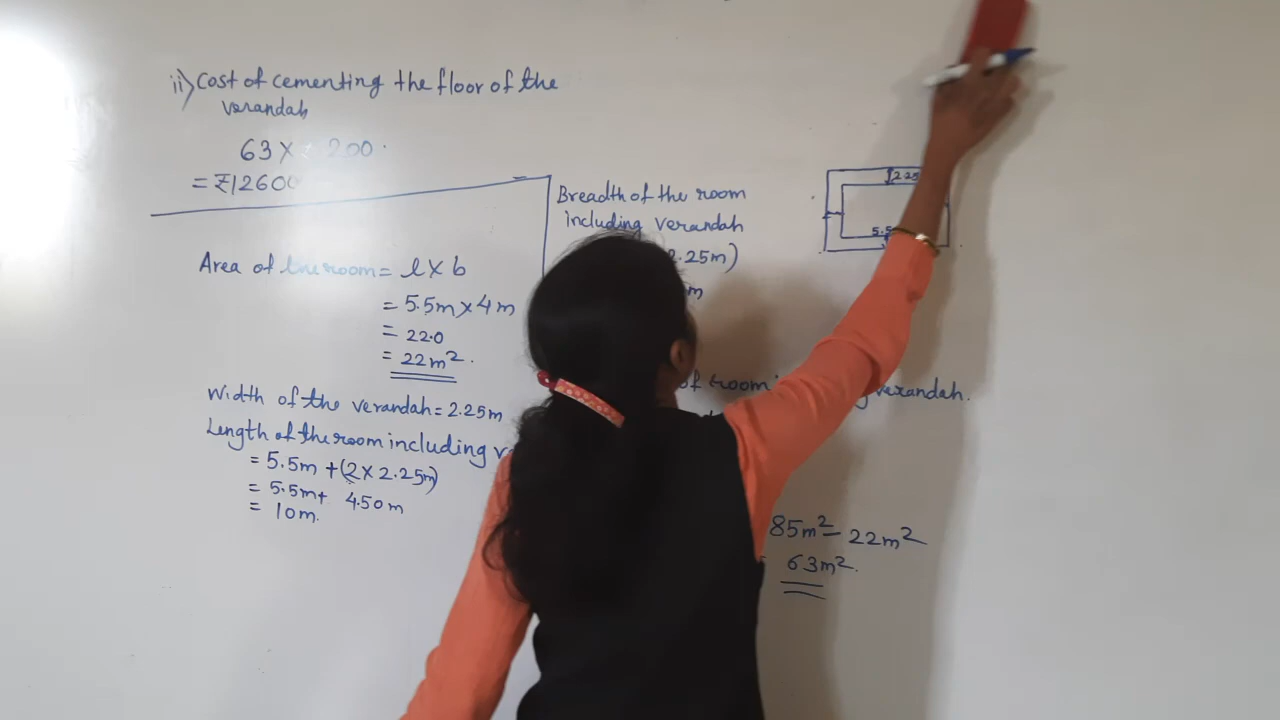 ii) Cost of cementing the floor of the
verandah
63 X 200
= ₹12600
Area of the room = l X b
= 5.5m X 4 m
= 22.0
= 22 m².
Width of the verandah = 2.25m
Length of the room including
= 5.5m + (2 X 2.25m)
= 5.5m + 4.50m
= 10m.
Breadth of the room
including verandah
2.25m)
m
of room verandah.
85m² - 22m²
63m².
2.25
5.5